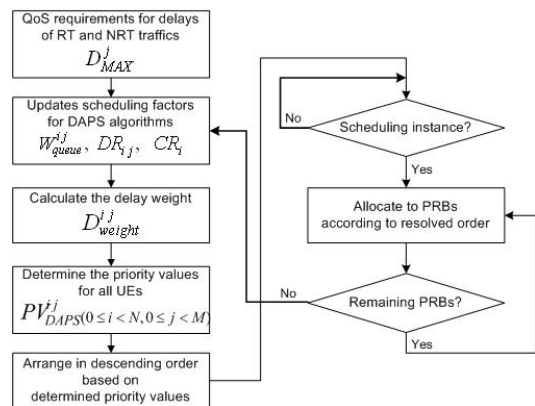 QoS requirements for delays
of RT and NRT traffics
D^j_MAX
Updates scheduling factors
for DAPS algorithms
W^ij_queue, DR_ij, CR_i
Calculate the delay weight
D^ij_weight
Determine the priority values
for all UEs
PV^ij_DAPS(0≤i<N,0≤j<M)
Arrange in descending order
based on
determined priority values
No
Scheduling instance?
Yes
Allocate to PRBs
according to resolved order
No
Remaining PRBs?
Yes